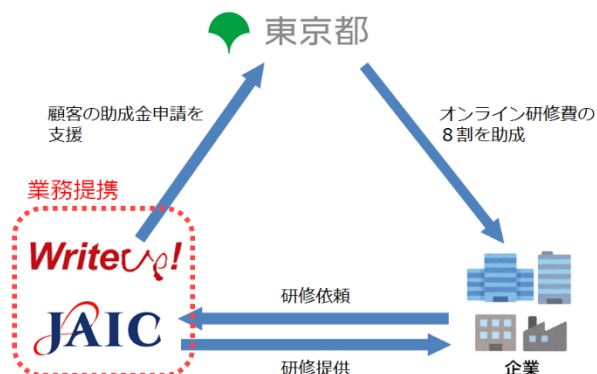 東京都
顧客の助成金申請を
支援
オンライン研修費の
８割を助成
業務提携
Writeup!
JAIC
研修依頼
研修提供
企業